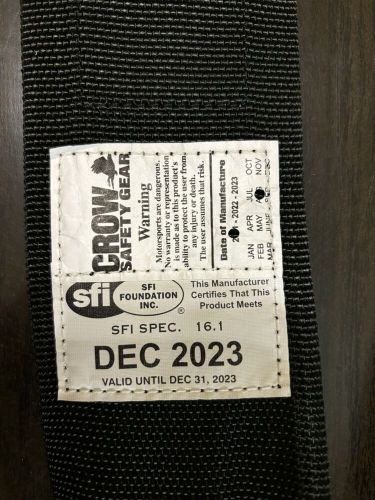 CROW
SAFETY GEAR
Warning
Motorsports are dangerous.
No warranty or representation
is made as to this product's
ability to protect the user from
any injury or death.
The user assumes that risk.
Date of Manufacture
- 2022 - 2023
JAN APR JUL OCT
FEB MAY NOV
MAR JUNE
sfi
SFI
FOUNDATION
INC.
®
This Manufacturer
Certifies That This
Product Meets
SFI SPEC. 16.1
DEC 2023
VALID UNTIL DEC 31, 2023